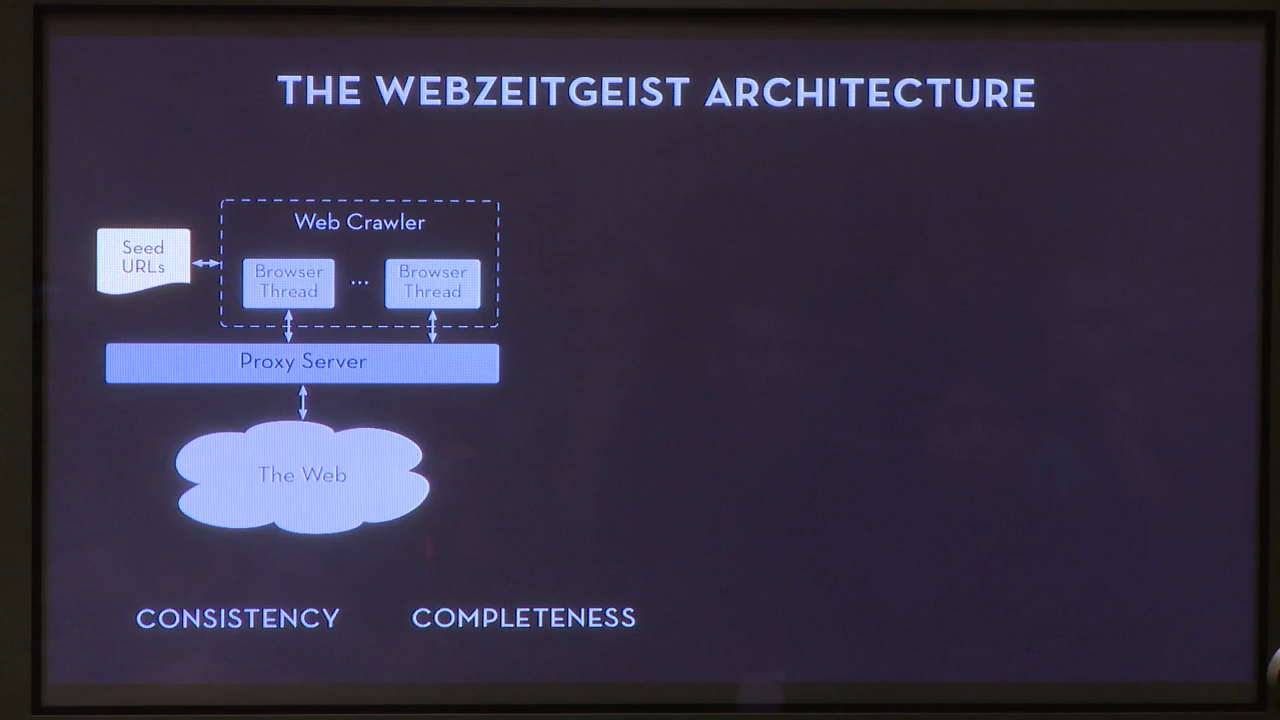 THE WEBZEITGEIST ARCHITECTURE
Web Crawler
Seed
URLs
Browser
Thread
...
Browser
Thread
Proxy Server
The Web
CONSISTENCY
COMPLETENESS